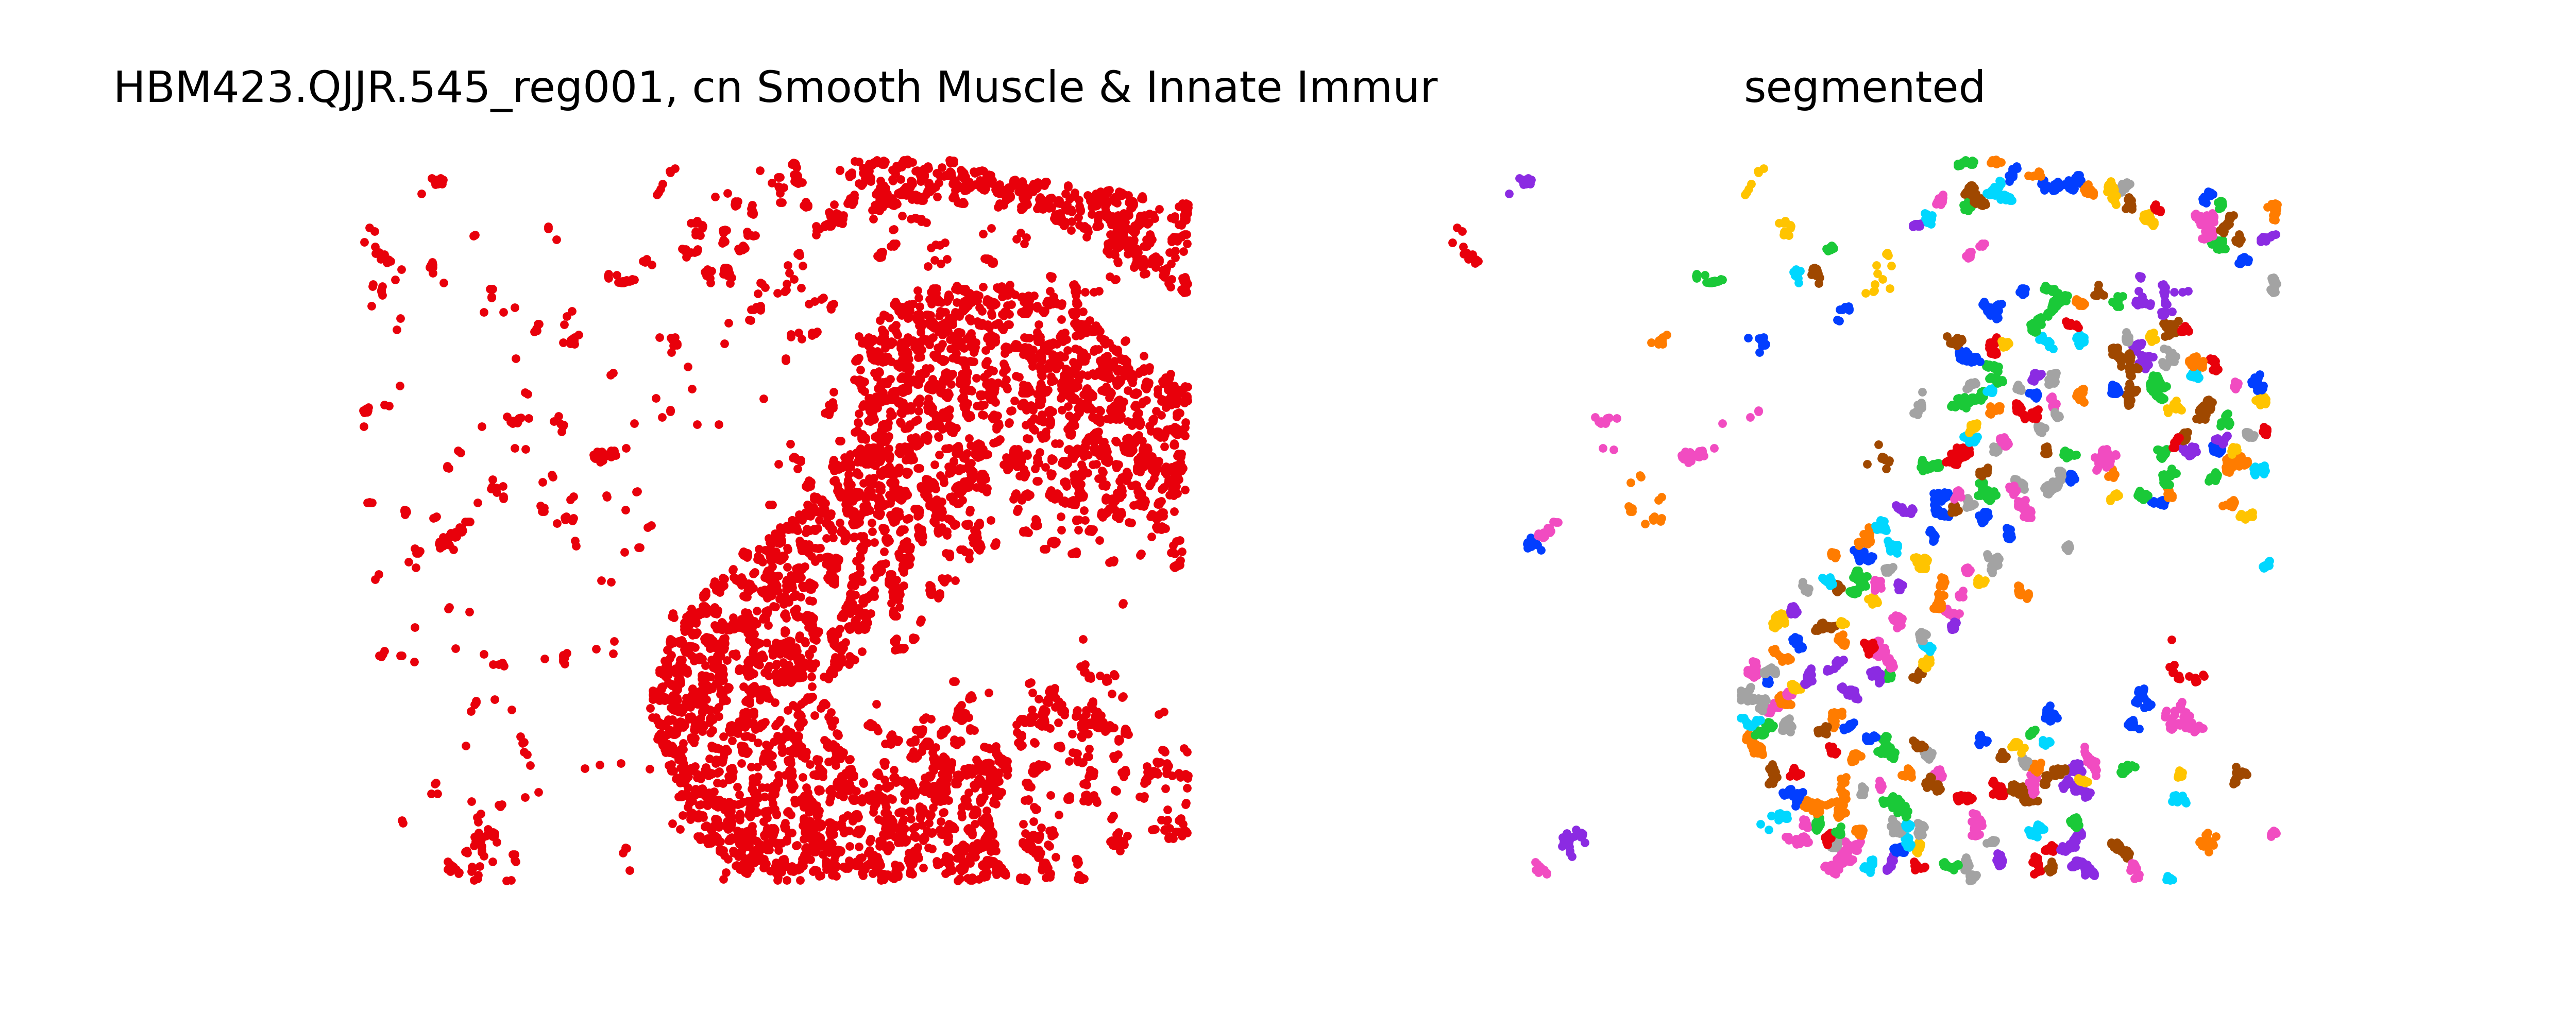 HBM423.QJJR.545_reg001, cn Smooth Muscle & Innate Immur
segmented